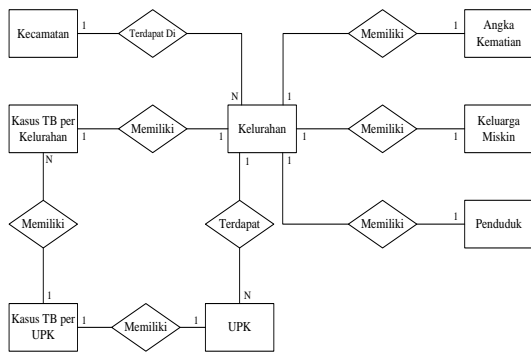 Kecamatan
1
Terdapat Di
N
Memiliki
1
1
Angka
Kematian
Kasus TB per
Kelurahan
1
Memiliki
1
Kelurahan
1
Memiliki
1
Keluarga
Miskin
N
1
1
Memiliki
Terdapat
Memiliki
1
Penduduk
1
N
Kasus TB per
UPK
1
Memiliki
1
UPK